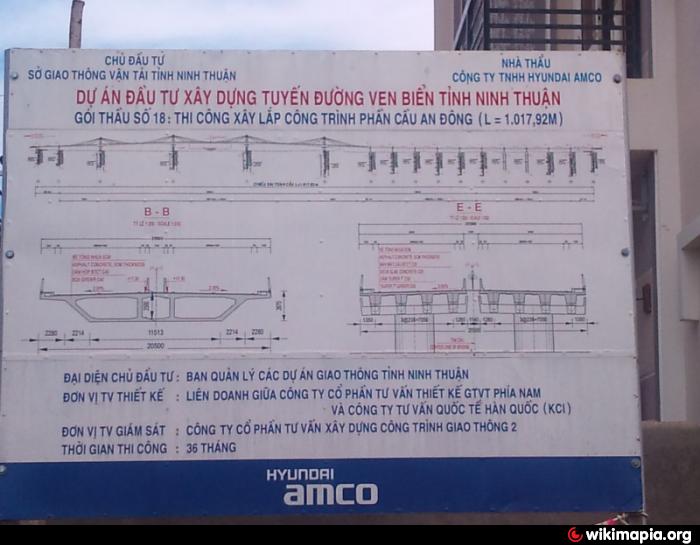 CHỦ ĐẦU TƯ
SỞ GIAO THÔNG VẬN TẢI TỈNH NINH THUẬN
NHÀ THẦU
CÔNG TY TNHH HYUNDAI AMCO
DỰ ÁN ĐẦU TƯ XÂY DỰNG TUYẾN ĐƯỜNG VEN BIỂN TỈNH NINH THUẬN
GÓI THẦU SỐ 18: THI CÔNG XÂY LẮP CÔNG TRÌNH PHẦN CẦU AN ĐÔNG (L = 1.017,92M)
B - B
E - E
2280 2214 11513 2214 2280
20500
ĐẠI DIỆN CHỦ ĐẦU TƯ : BAN QUẢN LÝ CÁC DỰ ÁN GIAO THÔNG TỈNH NINH THUẬN
ĐƠN VỊ TV THIẾT KẾ : LIÊN DOANH GIỮA CÔNG TY CỔ PHẦN TƯ VẤN THIẾT KẾ GTVT PHÍA NAM
VÀ CÔNG TY TƯ VẤN QUỐC TẾ HÀN QUỐC (KCI)
ĐƠN VỊ TV GIÁM SÁT : CÔNG TY CỔ PHẦN TƯ VẤN XÂY DỰNG CÔNG TRÌNH GIAO THÔNG 2
THỜI GIAN THI CÔNG : 36 THÁNG
HYUNDAI
amco
wikimapia.org